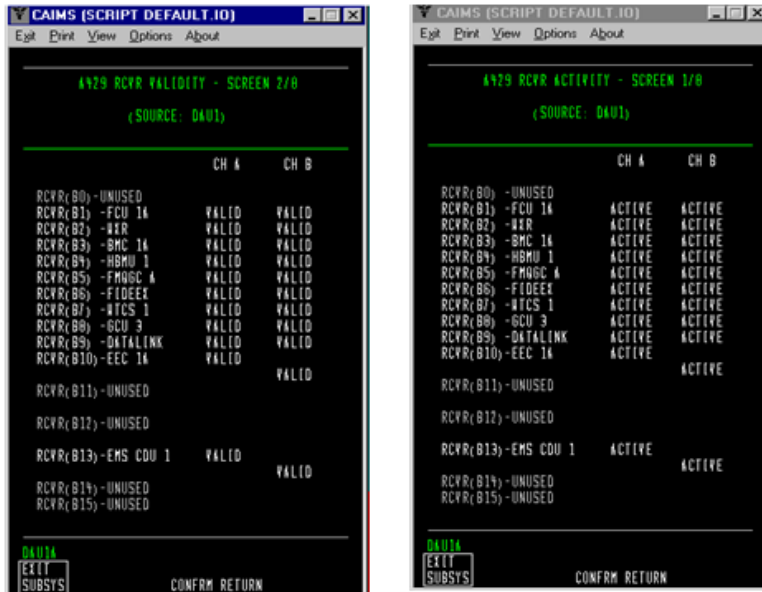 CAIMS (SCRIPT DEFAULT.IO)
Exit Print View Options About
A429 RCVR VALIDITY - SCREEN 2/8
(SOURCE: DAU1)
CH A CH B
RCVR(B0)-UNUSED
RCVR(B1) -FCU 1A VALID VALID
RCVR(B2) -WXR VALID VALID
RCVR(B3) -BMC 1A VALID VALID
RCVR(B4) -HBMU 1 VALID VALID
RCVR(B5) -FMQGC A VALID VALID
RCVR(B6) -FIDEEX VALID VALID
RCVR(B7) -WTCS 1 VALID VALID
RCVR(B8) -GCU 3 VALID VALID
RCVR(B9) -DATALINK VALID VALID
RCVR(B10)-EEC 1A VALID
VALID
RCVR(B11)-UNUSED
RCVR(B12)-UNUSED
RCVR(B13)-EMS CDU 1 VALID
VALID
RCVR(B14)-UNUSED
RCVR(B15)-UNUSED
DAU1A
EXIT
SUBSYS CONFRM RETURN
CAIMS (SCRIPT DEFAULT.IO)
Exit Print View Options About
A429 RCVR ACTIVITY - SCREEN 1/8
(SOURCE: DAU1)
CH A CH B
RCVR(B0) -UNUSED
RCVR(B1) -FCU 1A ACTIVE ACTIVE
RCVR(B2) -WXR ACTIVE ACTIVE
RCVR(B3) -BMC 1A ACTIVE ACTIVE
RCVR(B4) -HBMU 1 ACTIVE ACTIVE
RCVR(B5) -FMQGC A ACTIVE ACTIVE
RCVR(B6) -FIDEEX ACTIVE ACTIVE
RCVR(B7) -WTCS 1 ACTIVE ACTIVE
RCVR(B8) -GCU 3 ACTIVE ACTIVE
RCVR(B9) -DATALINK ACTIVE ACTIVE
RCVR(B10)-EEC 1A ACTIVE
ACTIVE
RCVR(B11)-UNUSED
RCVR(B12)-UNUSED
RCVR(B13)-EMS CDU 1 ACTIVE
ACTIVE
RCVR(B14)-UNUSED
RCVR(B15)-UNUSED
DAU1A
EXIT
SUBSYS CONFRM RETURN